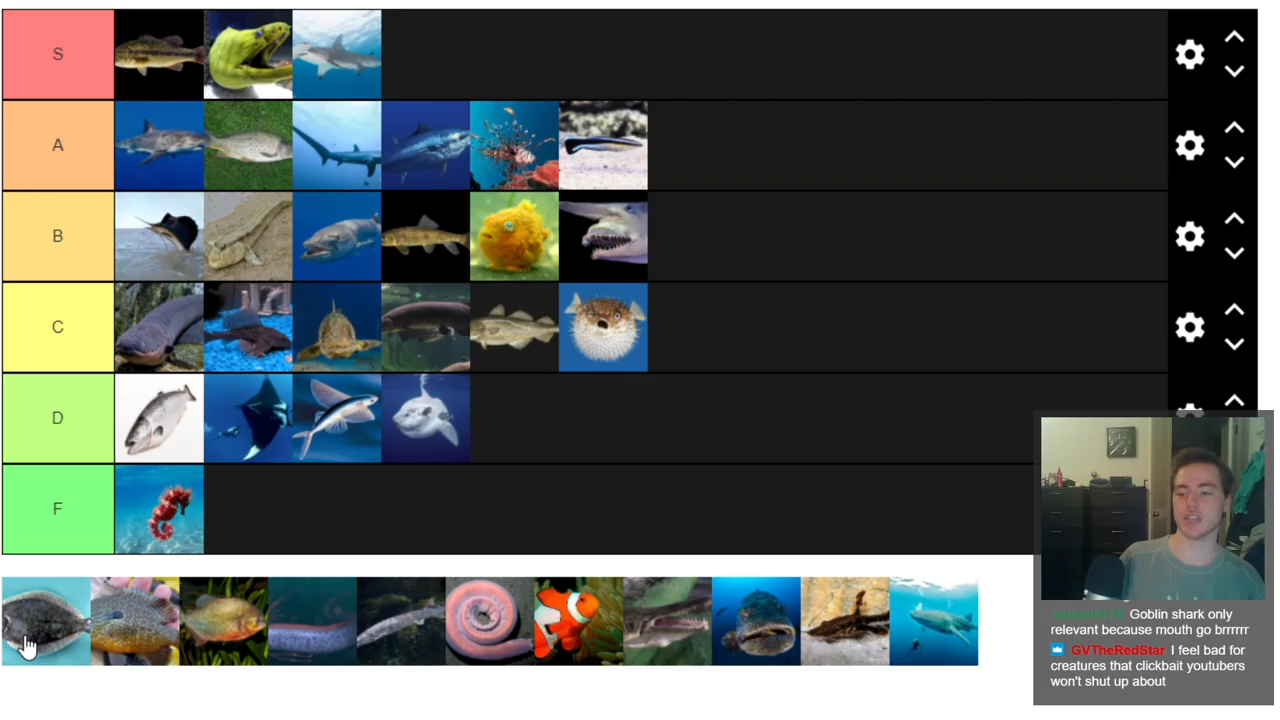 S
A
B
C
D
F
Goblin shark only
relevant because mouth go brrrrrr
GVTheRedStar I feel bad for
creatures that clickbait youtubers
won't shut up about